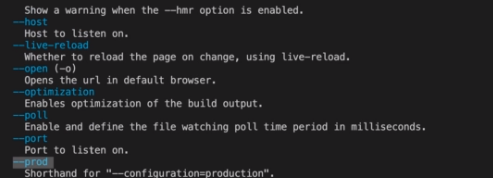 Show a warning when the --hmr option is enabled.
--host
Host to listen on.
--live-reload
Whether to reload the page on change, using live-reload.
--open (-o)
Opens the url in default browser.
--optimization
Enables optimization of the build output.
--poll
Enable and define the file watching poll time period in milliseconds.
--port
Port to listen on.
--prod
Shorthand for "--configuration=production".